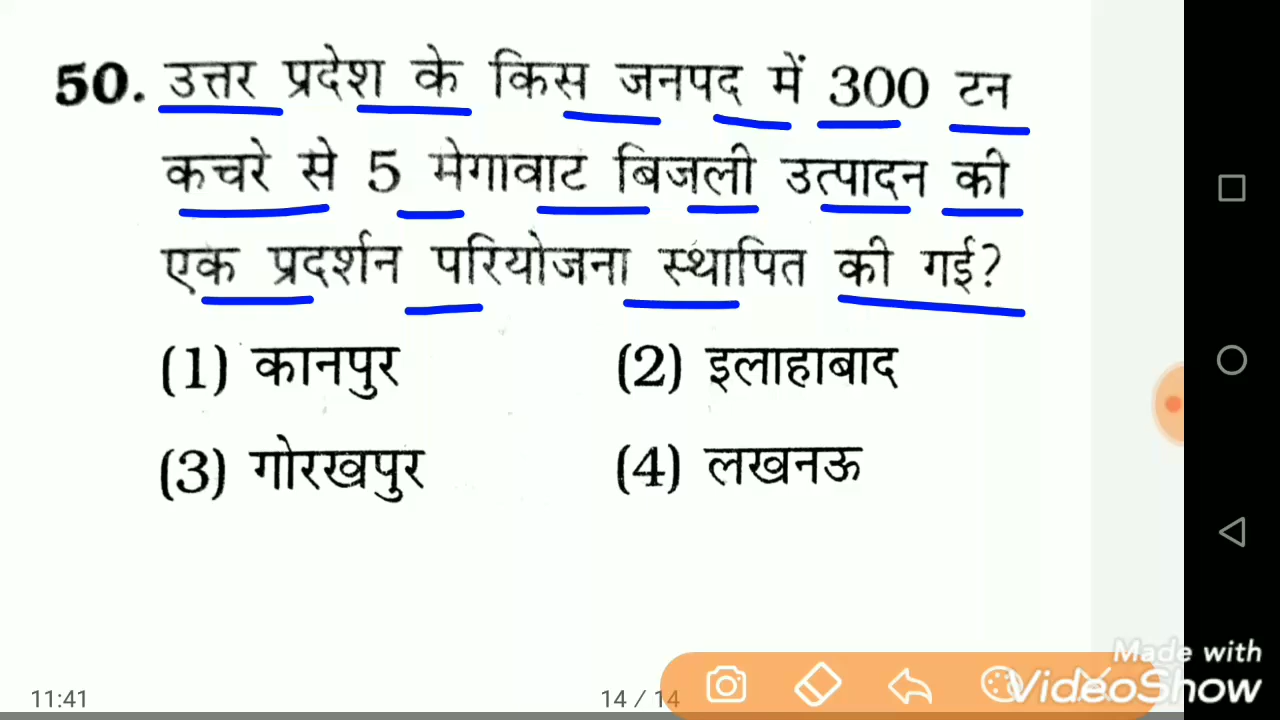 50. उत्तर प्रदेश के किस जनपद में 300 टन
कचरे से 5 मेगावाट बिजली उत्पादन की
एक प्रदर्शन परियोजना स्थापित की गई?
(1) कानपुर (2) इलाहाबाद
(3) गोरखपुर (4) लखनऊ
11:41 14 / 14
Made with
VideoShow